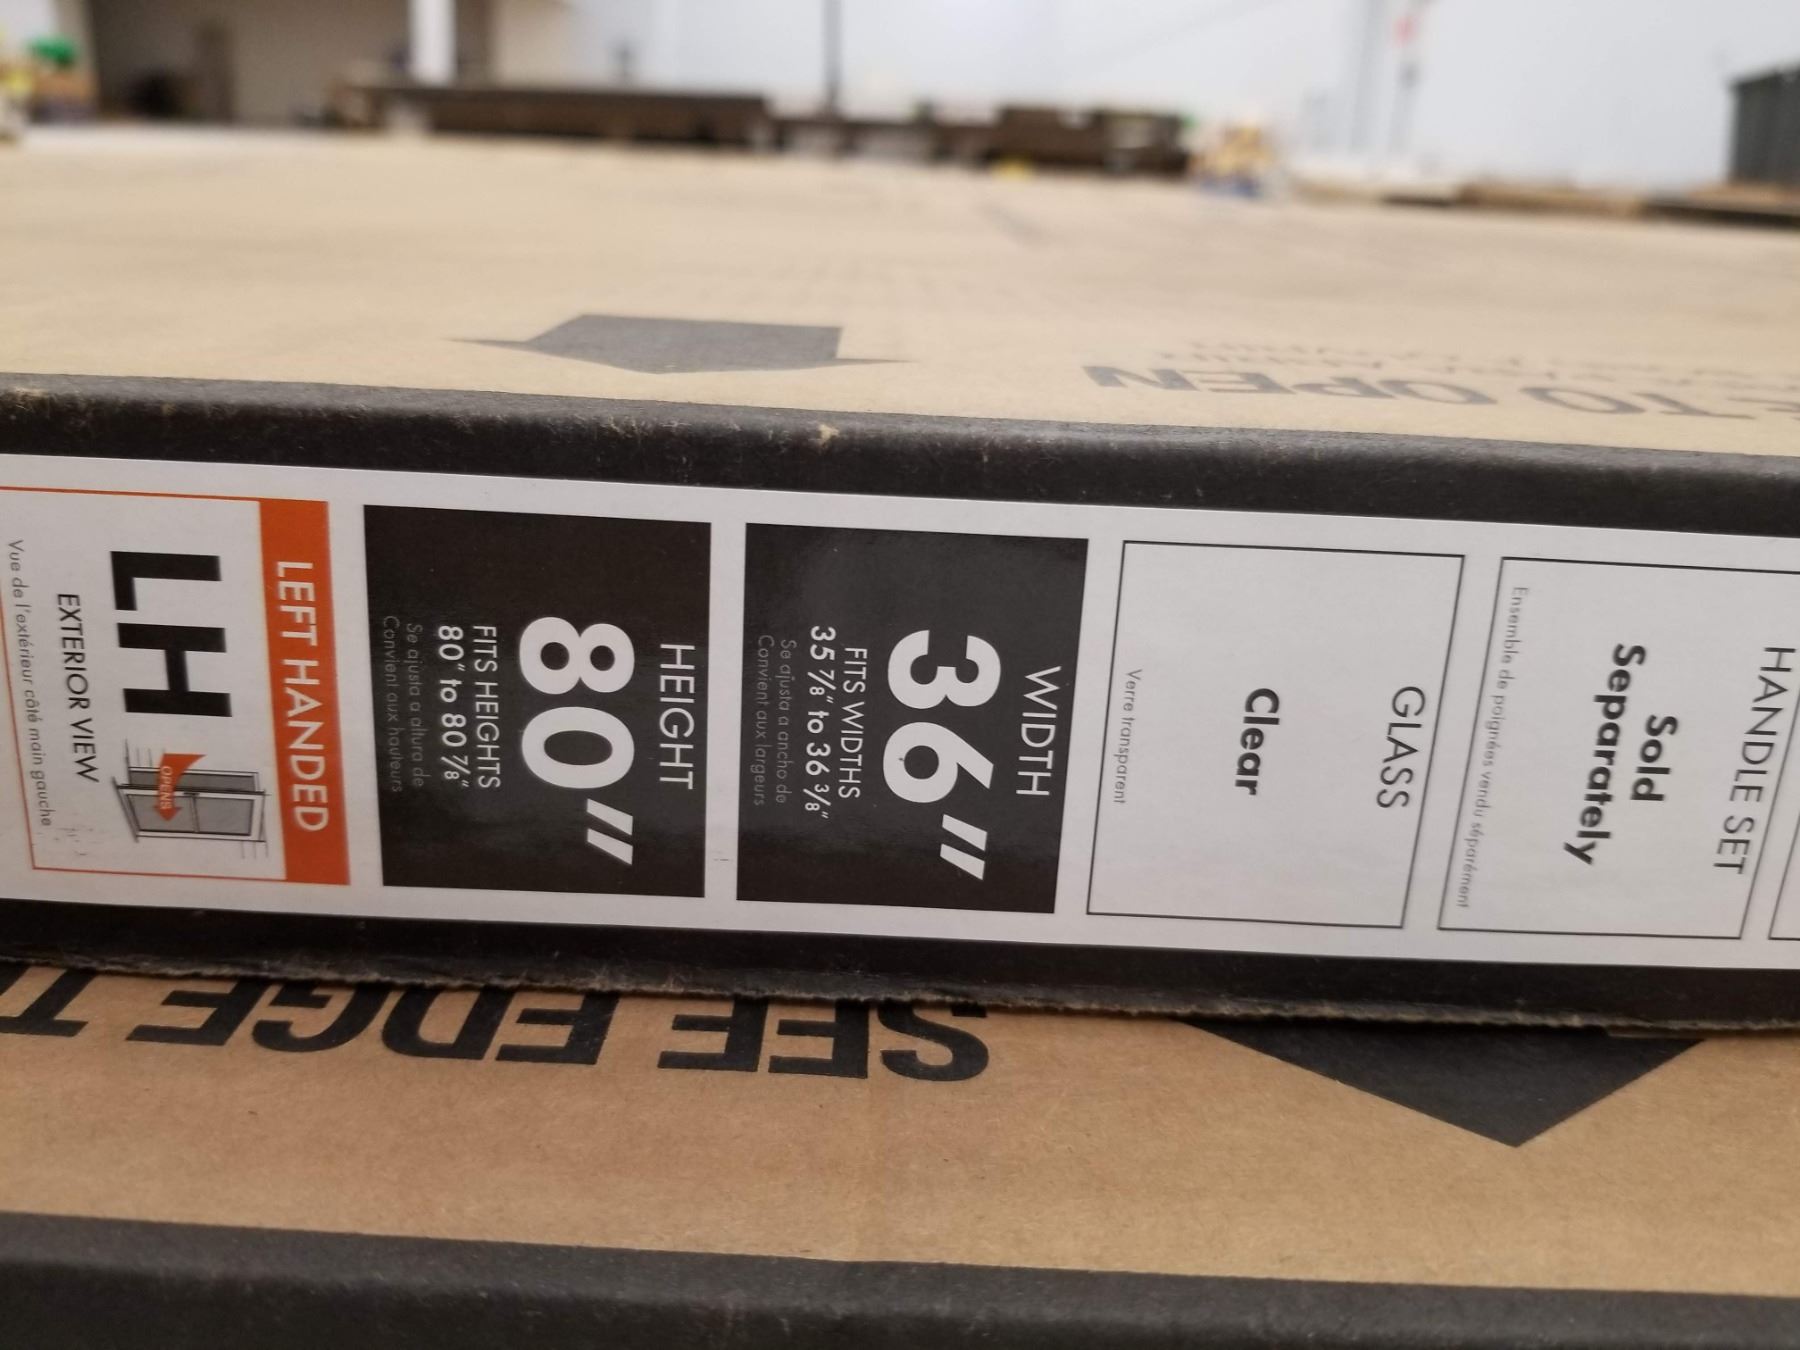 HANDLE SET
Sold
Separately
Ensemble de poignées vendu séparément
GLASS
Clear
Verre transparent
WIDTH
36"
FITS WIDTHS
35 7/8" to 36 3/8"
Se ajusta a ancho de
Convient aux largeurs
HEIGHT
80"
FITS HEIGHTS
80" to 80 7/8"
Se ajusta a altura de
Convient aux hauteurs
LEFT HANDED
LH
OPENS
EXTERIOR VIEW
Vue de l'extérieur côté main gauche
TO OPEN
SEE EDGE T